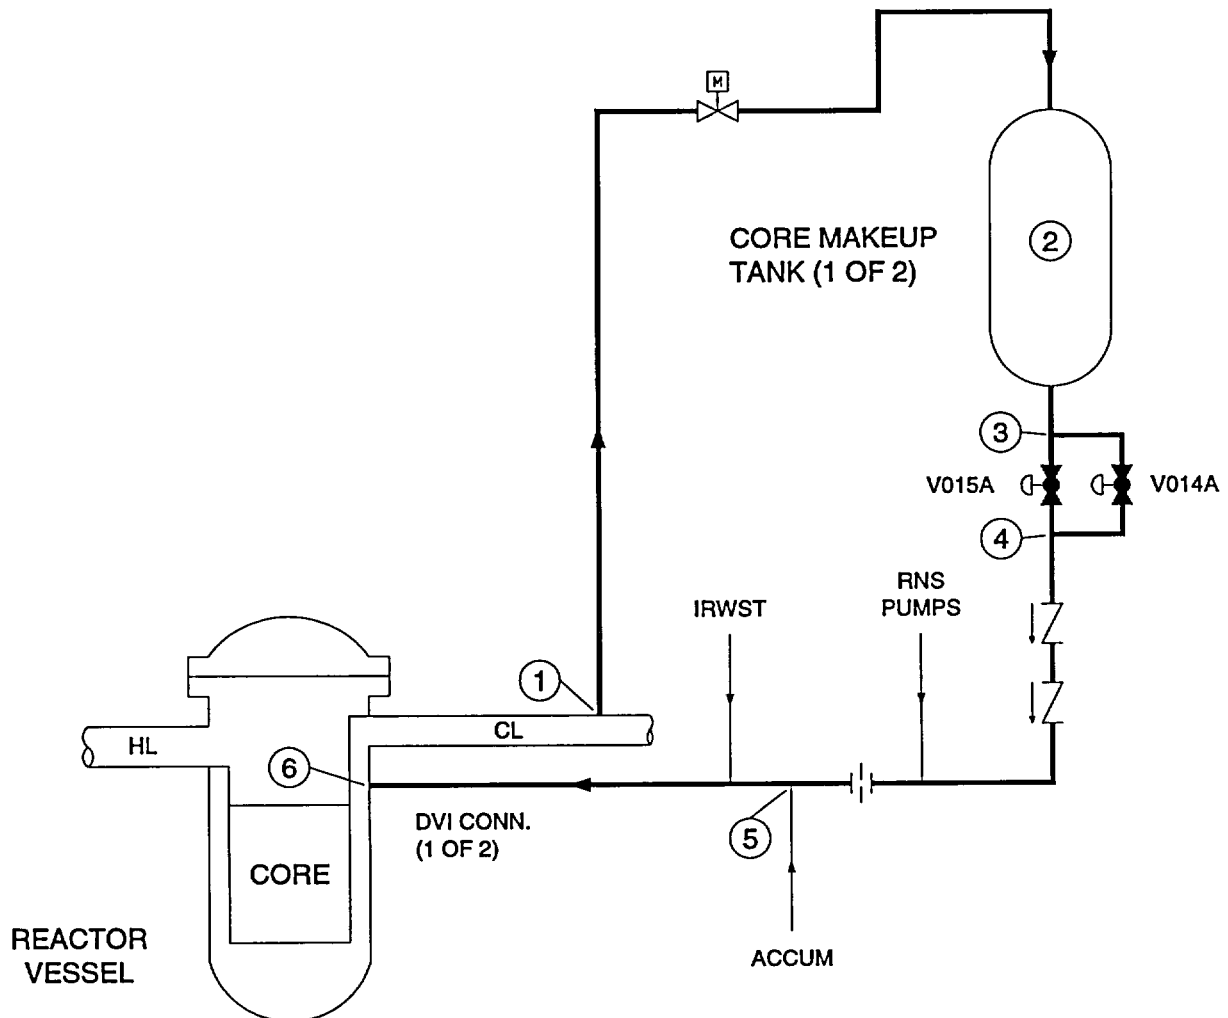 M
CORE MAKEUP
TANK (1 OF 2)
2
3
V015A
V014A
4
RNS
PUMPS
IRWST
1
HL
CL
6
DVI CONN.
(1 OF 2)
5
CORE
ACCUM
REACTOR
VESSEL